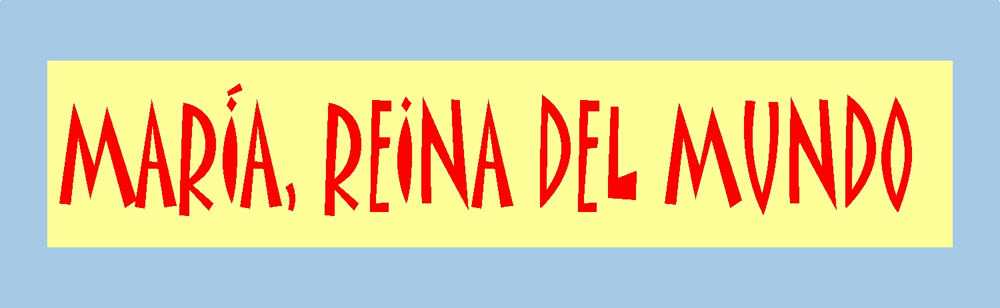 MARÍA, REINA DEL MUNDO